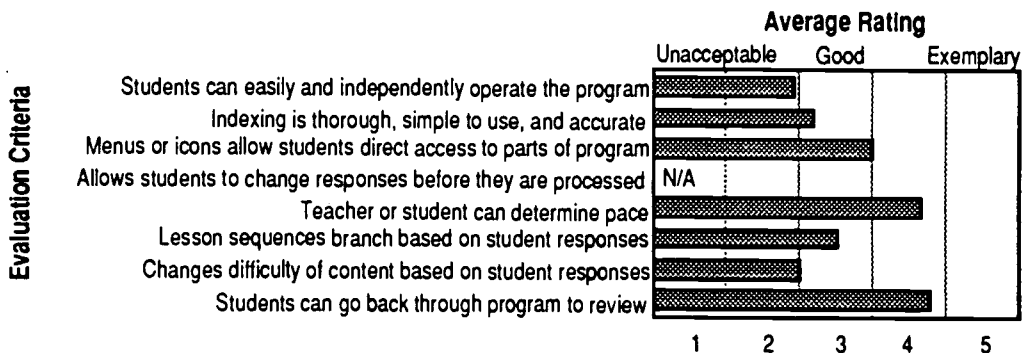 Average Rating
Unacceptable Good Exemplary
Evaluation Criteria
Students can easily and independently operate the program
Indexing is thorough, simple to use, and accurate
Menus or icons allow students direct access to parts of program
Allows students to change responses before they are processed N/A
Teacher or student can determine pace
Lesson sequences branch based on student responses
Changes difficulty of content based on student responses
Students can go back through program to review
1 2 3 4 5